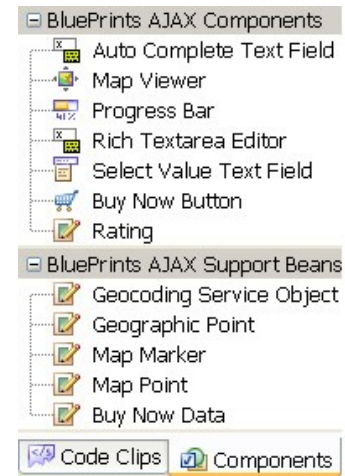 BluePrints AJAX Components
Auto Complete Text Field
Map Viewer
Progress Bar
Rich Textarea Editor
Select Value Text Field
Buy Now Button
Rating
BluePrints AJAX Support Beans
Geocoding Service Object
Geographic Point
Map Marker
Map Point
Buy Now Data
Code Clips Components